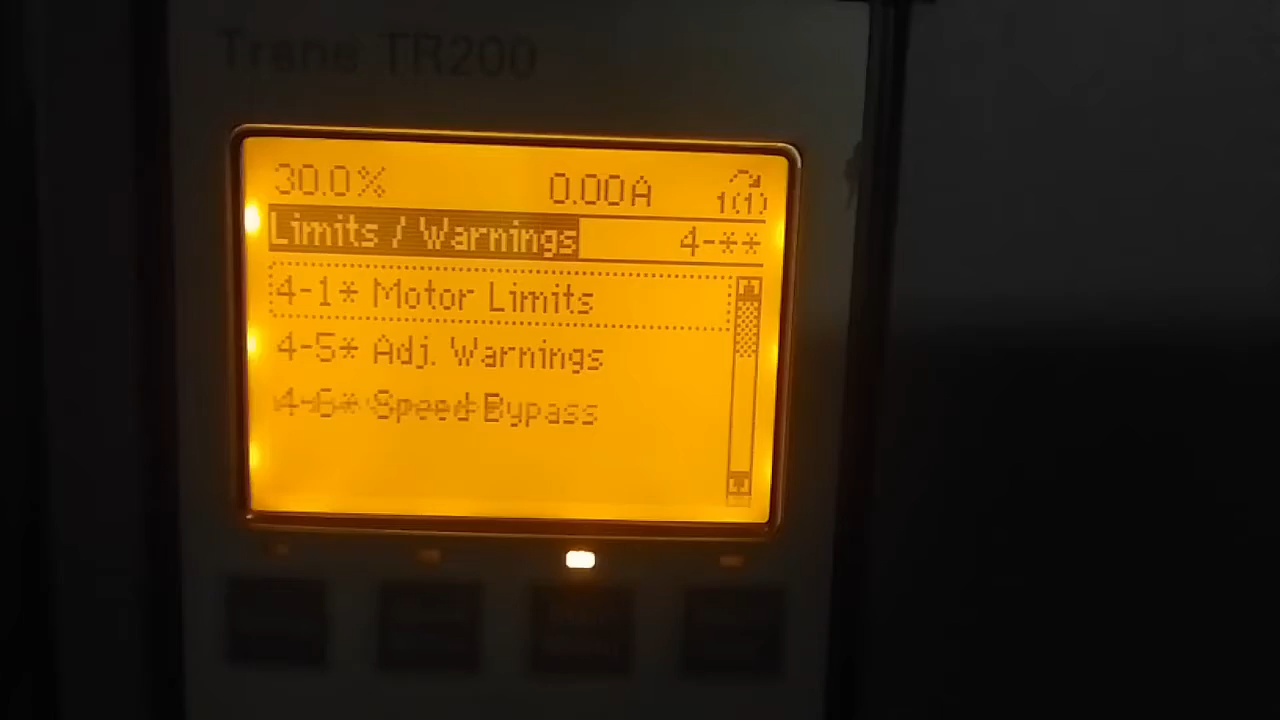 Trane TR200
30.0% 0.00A 1(1)
Limits / Warnings 4-**
4-1* Motor Limits
4-5* Adj. Warnings
4-6* Speed Bypass